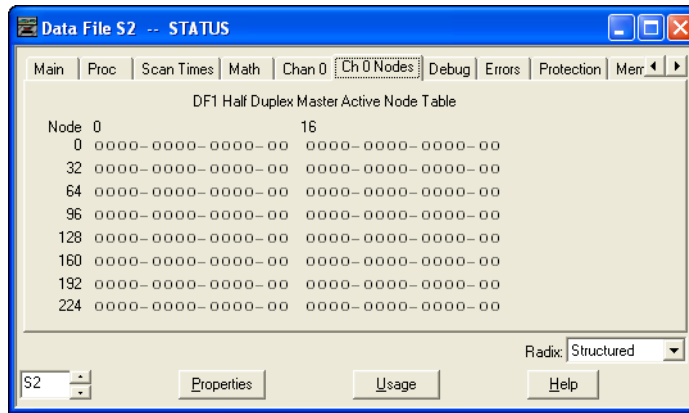 Data File S2 -- STATUS
Main Proc Scan Times Math Chan 0 Ch 0 Nodes Debug Errors Protection Mem
DF1 Half Duplex Master Active Node Table
Node 0 16
0 0000-0000-0000-00 0000-0000-0000-00
32 0000-0000-0000-00 0000-0000-0000-00
64 0000-0000-0000-00 0000-0000-0000-00
96 0000-0000-0000-00 0000-0000-0000-00
128 0000-0000-0000-00 0000-0000-0000-00
160 0000-0000-0000-00 0000-0000-0000-00
192 0000-0000-0000-00 0000-0000-0000-00
224 0000-0000-0000-00 0000-0000-0000-00
Radix: Structured
S2 Properties Usage Help